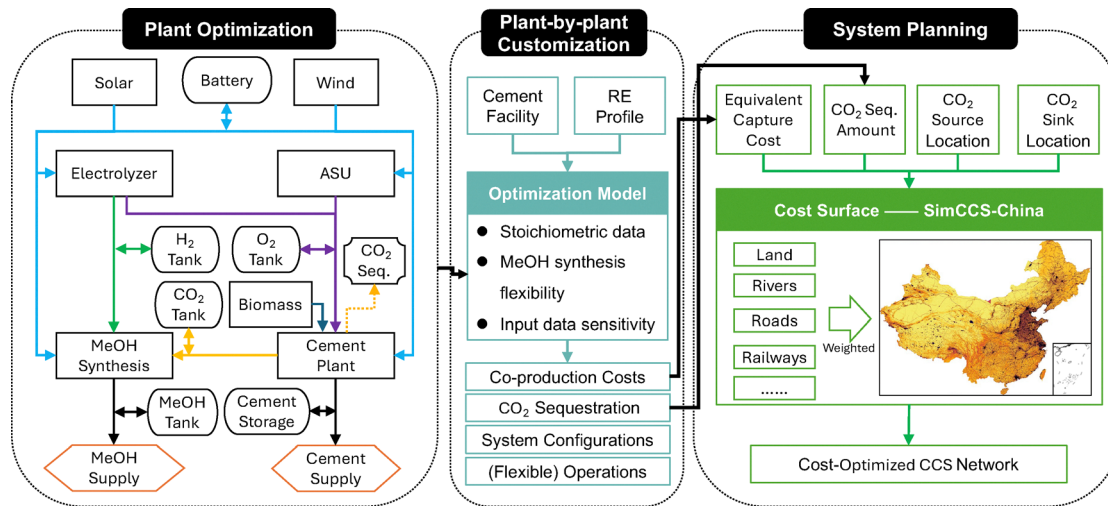 Plant Optimization
Solar
Battery
Wind
Electrolyzer
ASU
H2
Tank
O2
Tank
CO2
Seq.
CO2
Tank
Biomass
MeOH
Synthesis
Cement
Plant
MeOH
Tank
Cement
Storage
MeOH
Supply
Cement
Supply
Plant-by-plant
Customization
Cement
Facility
RE
Profile
Optimization Model
● Stoichiometric data
● MeOH synthesis
flexibility
● Input data sensitivity
Co-production Costs
CO2 Sequestration
System Configurations
(Flexible) Operations
System Planning
Equivalent
Capture
Cost
CO2 Seq.
Amount
CO2
Source
Location
CO2
Sink
Location
Cost Surface —— SimCCS-China
Land
Rivers
Roads
Railways
......
Weighted
Cost-Optimized CCS Network